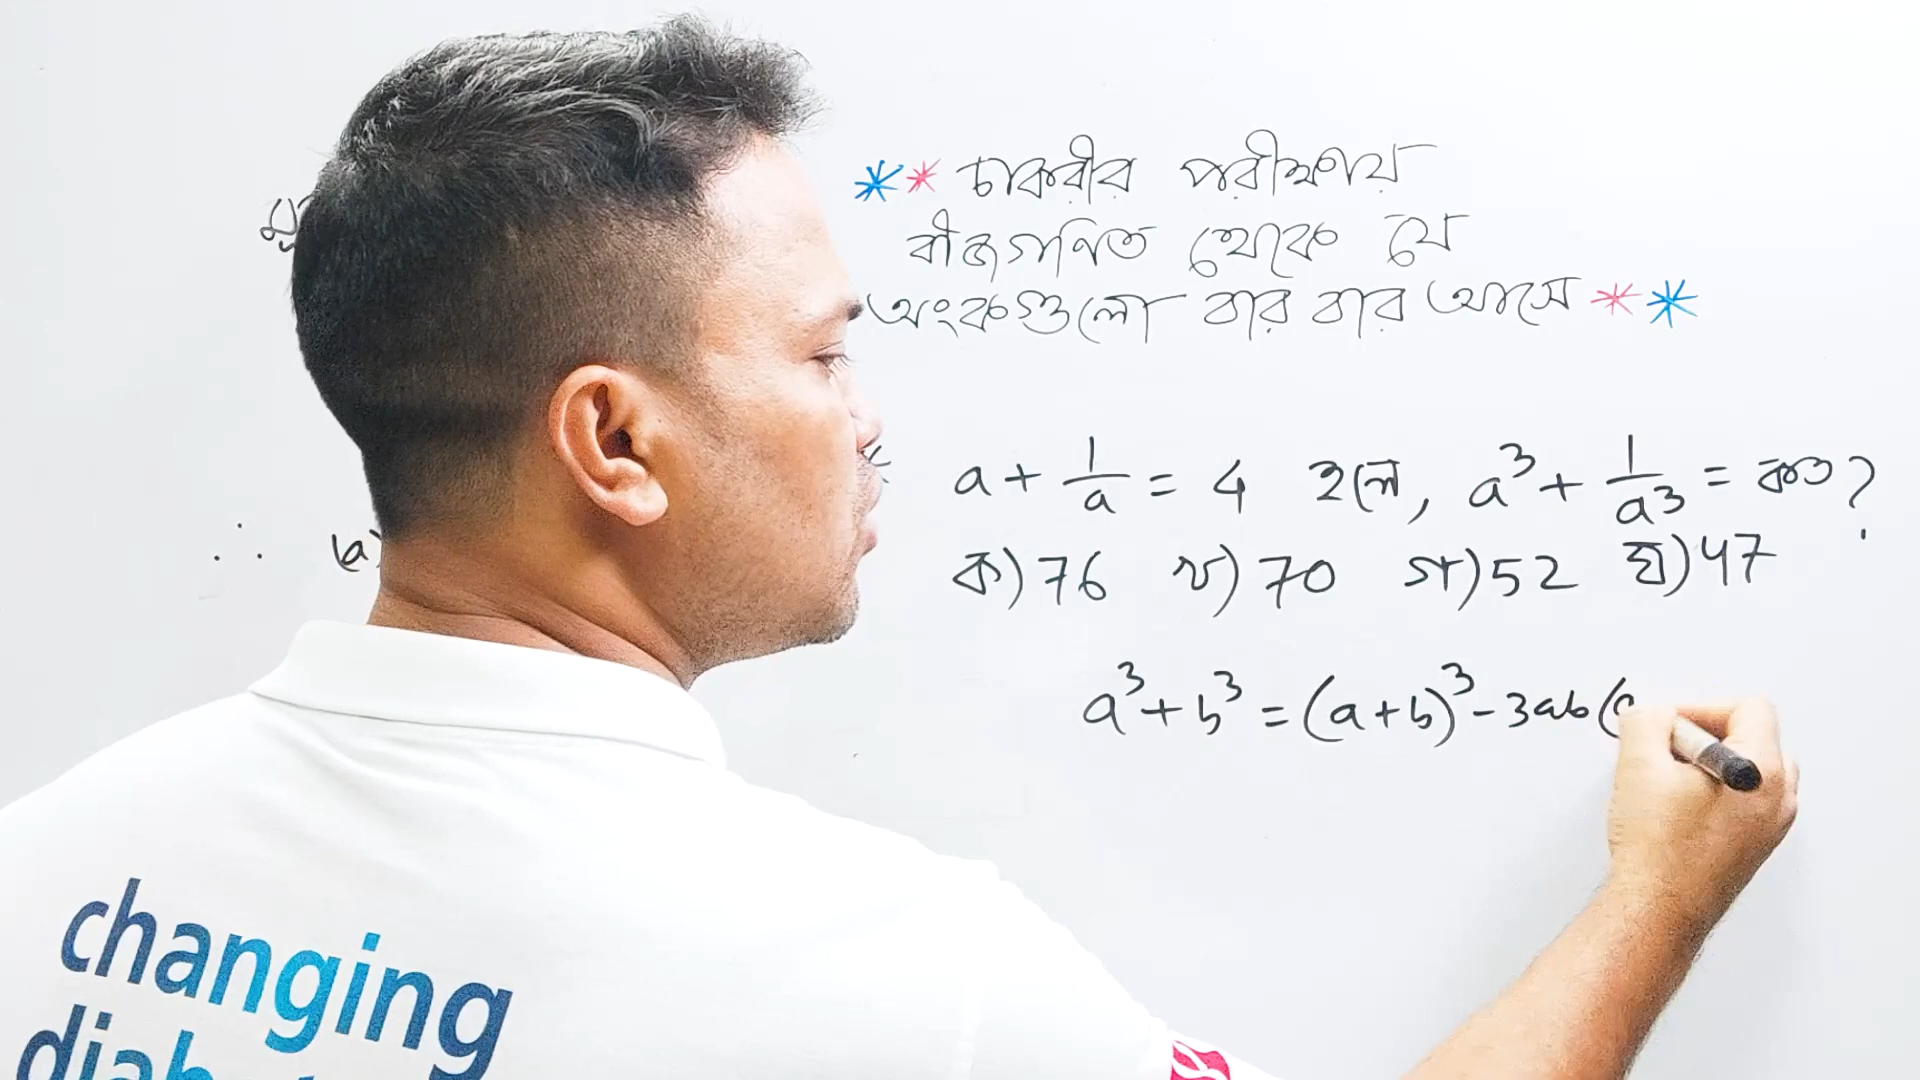 ** চাকরীর পরীক্ষায়
বীজগণিত থেকে যে
অংকগুলো বার বার আসে **
a + 1/a = 4 হলে, a³ + 1/a³ = কত?
ক) 76 খ) 70 গ) 52 ঘ) 47
a³ + b³ = (a+b)³ - 3ab(
∴ (a)
changing